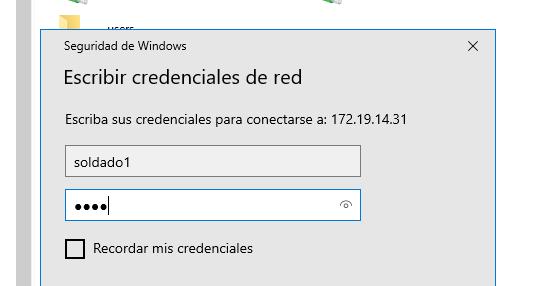 users
Seguridad de Windows
Escribir credenciales de red
Escriba sus credenciales para conectarse a: 172.19.14.31
soldado1
••••
Recordar mis credenciales